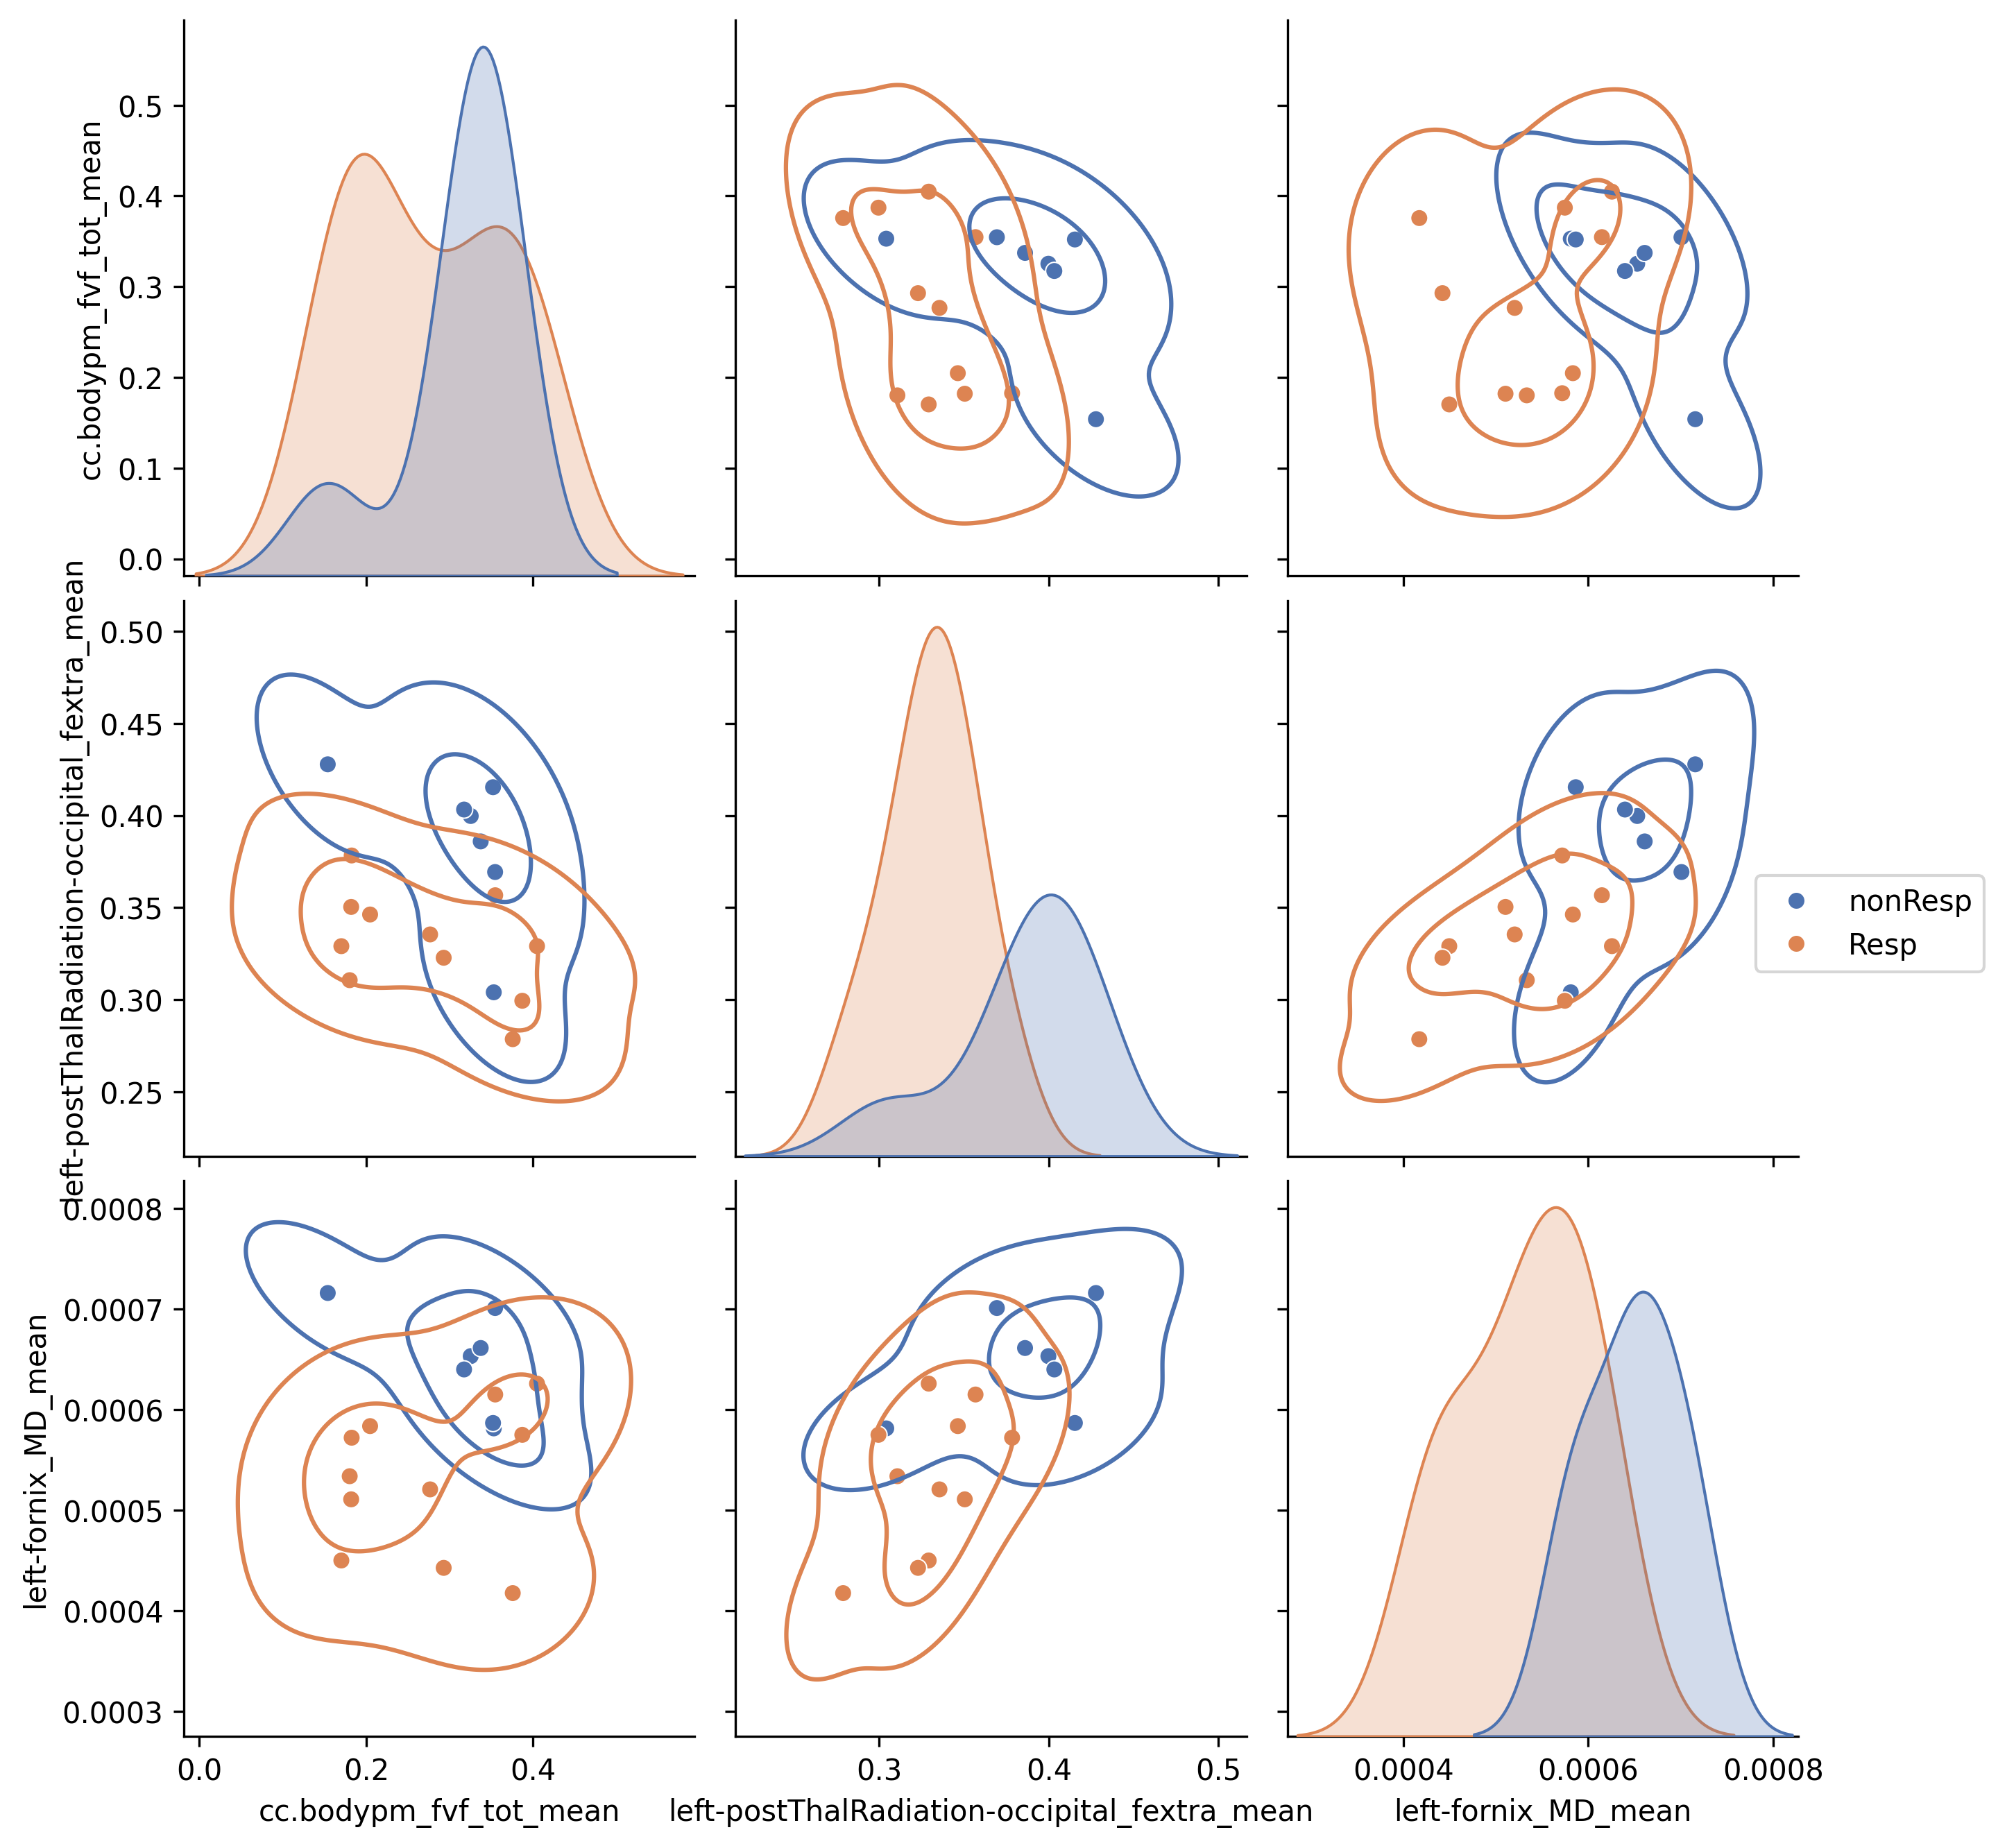 cc.bodypm_fvf_tot_mean
0.5
0.4
0.3
0.2
0.1
0.0
left-postThalRadiation-occipital_fextra_mean
0.50
0.45
0.40
0.35
0.30
0.25
nonResp
Resp
left-fornix_MD_mean
0.0008
0.0007
0.0006
0.0005
0.0004
0.0003
0.0 0.2 0.4 0.3 0.4 0.5 0.0004 0.0006 0.0008
cc.bodypm_fvf_tot_mean left-postThalRadiation-occipital_fextra_mean left-fornix_MD_mean